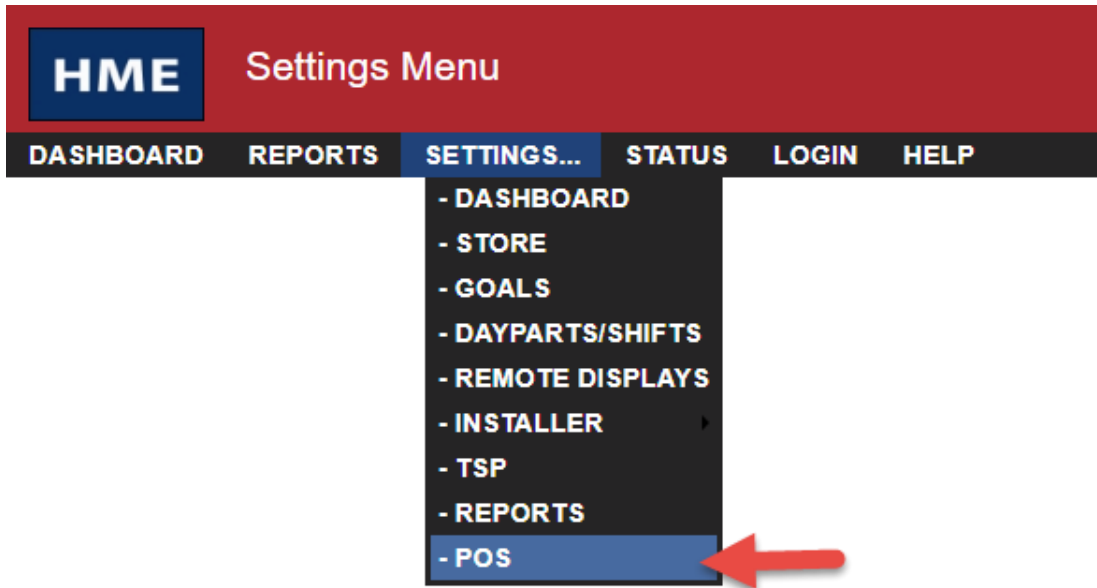 HME Settings Menu
DASHBOARD REPORTS SETTINGS... STATUS LOGIN HELP
- DASHBOARD
- STORE
- GOALS
- DAYPARTS/SHIFTS
- REMOTE DISPLAYS
- INSTALLER
- TSP
- REPORTS
- POS